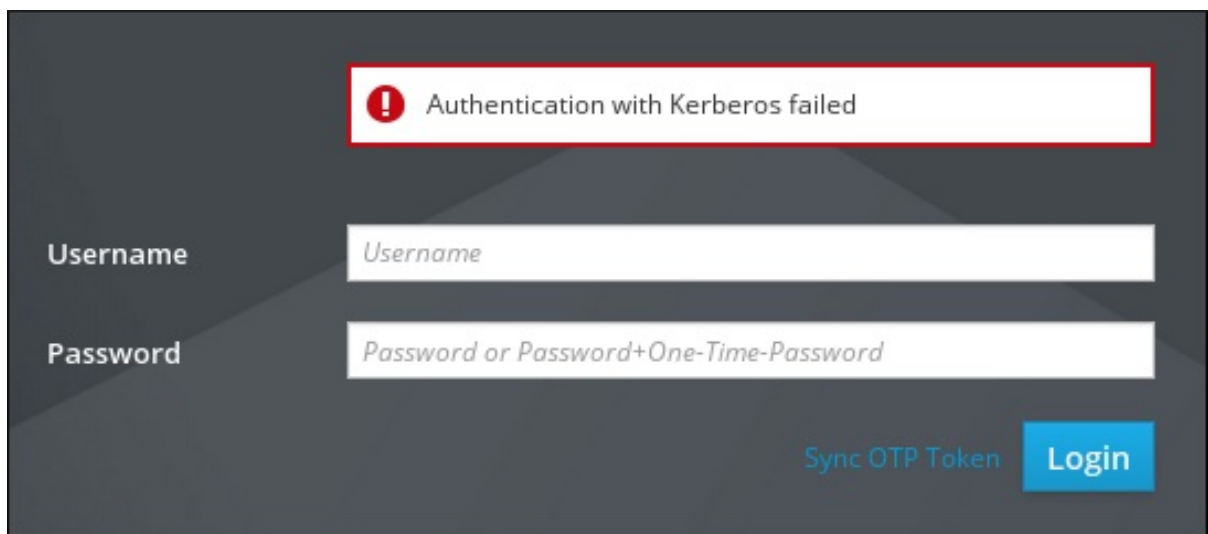 Authentication with Kerberos failed
Username
Username
Password
Password or Password+One-Time-Password
Sync OTP Token
Login